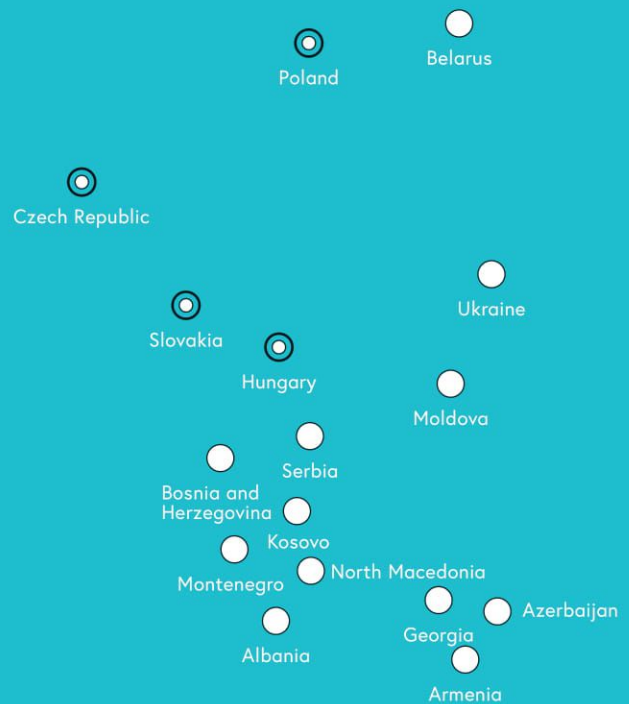 Belarus
Poland
Czech Republic
Ukraine
Slovakia
Hungary
Moldova
Serbia
Bosnia and
Herzegovina
Kosovo
North Macedonia
Montenegro
Azerbaijan
Georgia
Albania
Armenia